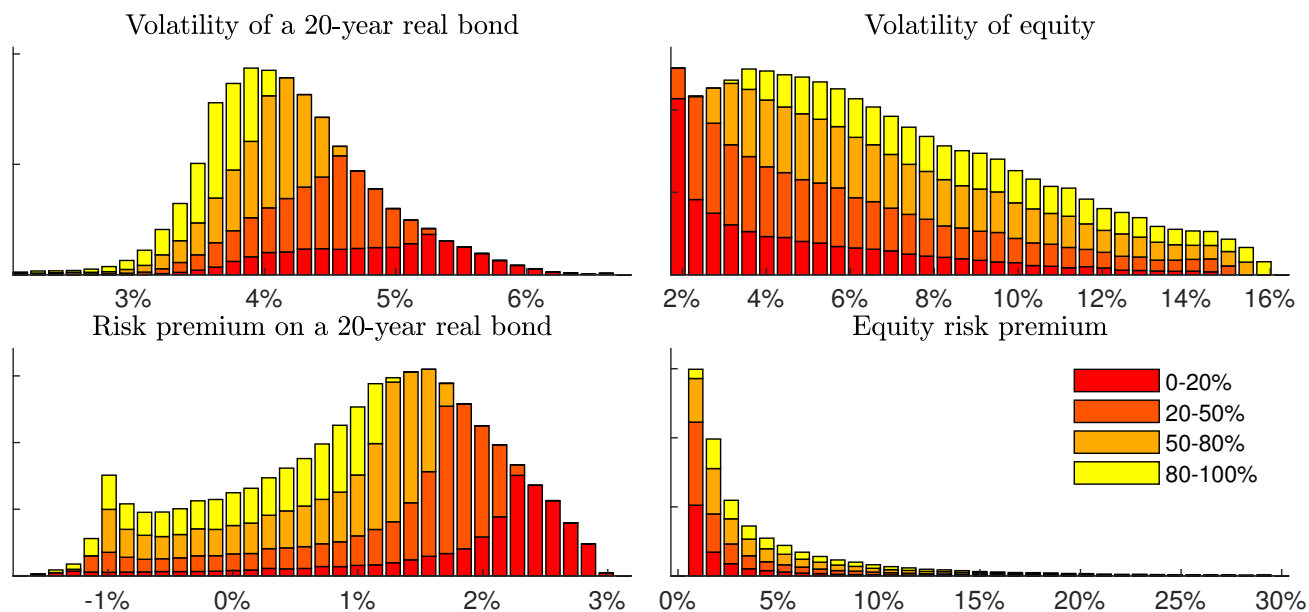 Volatility of a 20-year real bond
Volatility of equity
3% 4% 5% 6%
2% 4% 6% 8% 10% 12% 14% 16%
Risk premium on a 20-year real bond
Equity risk premium
0-20%
20-50%
50-80%
80-100%
-1% 0% 1% 2% 3%
0% 5% 10% 15% 20% 25% 30%